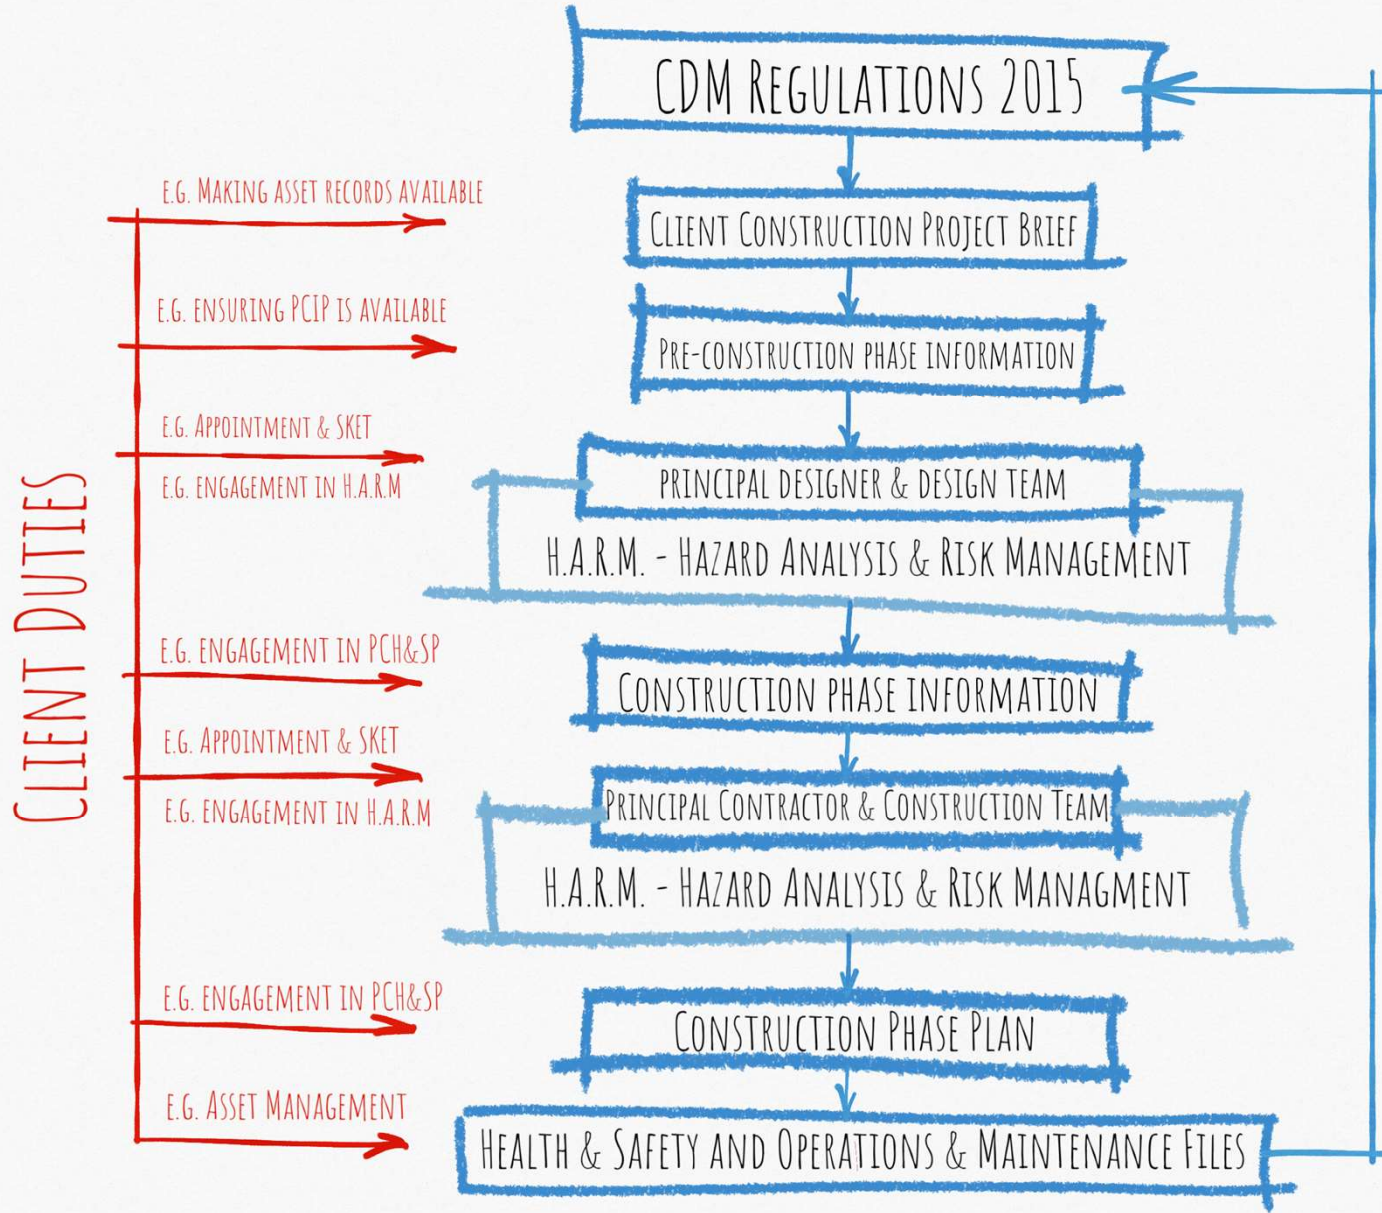 CDM Regulations 2015
e.g. Making asset records available
Client Construction Project Brief
e.g. ensuring PCIP is available
Pre-construction phase information
e.g. Appointment & SKET
principal designer & design team
e.g. engagement in H.A.R.M
H.A.R.M. - Hazard Analysis & Risk Management
Client Duties
e.g. engagement in PCH&SP
Construction phase information
e.g. Appointment & SKET
Principal Contractor & Construction Team
e.g. engagement in H.A.R.M
H.A.R.M. - Hazard Analysis & Risk Managment
e.g. engagement in PCH&SP
Construction Phase Plan
e.g. Asset Management
Health & Safety and Operations & Maintenance Files